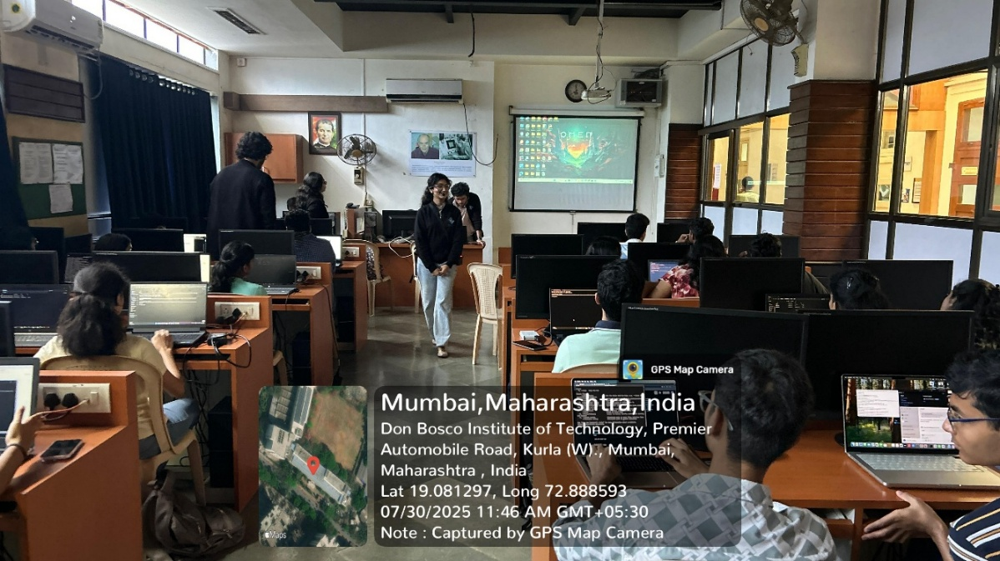 omen
GPS Map Camera
Mumbai,Maharashtra,India
Don Bosco Institute of Technology, Premier
Automobile Road, Kurla (W)., Mumbai,
Maharashtra , India
Lat 19.081297, Long 72.888593
07/30/2025 11:46 AM GMT+05:30
Note : Captured by GPS Map Camera
Maps